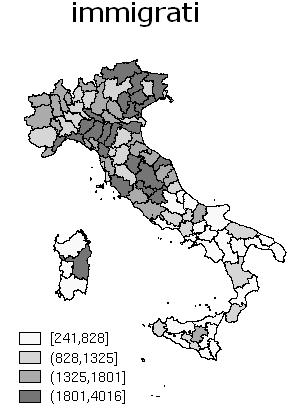 immigrati
[241,828]
(828,1325]
(1325,1801]
(1801,4016]